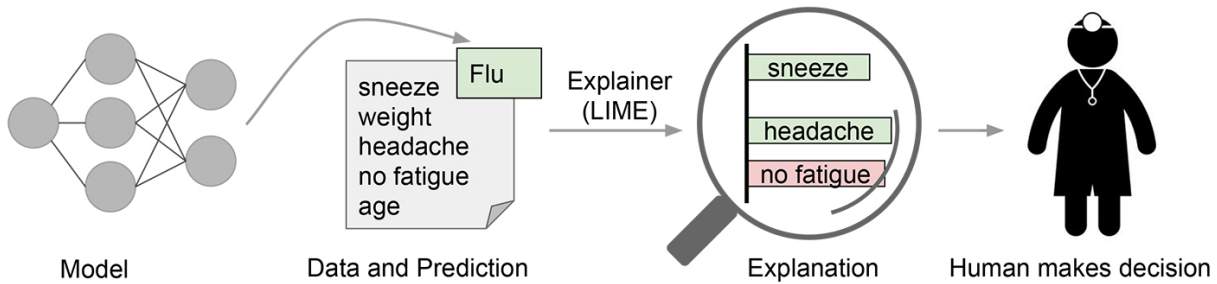 Flu
sneeze
weight
headache
no fatigue
age
Explainer
(LIME)
sneeze
headache
no fatigue
Model
Data and Prediction
Explanation
Human makes decision